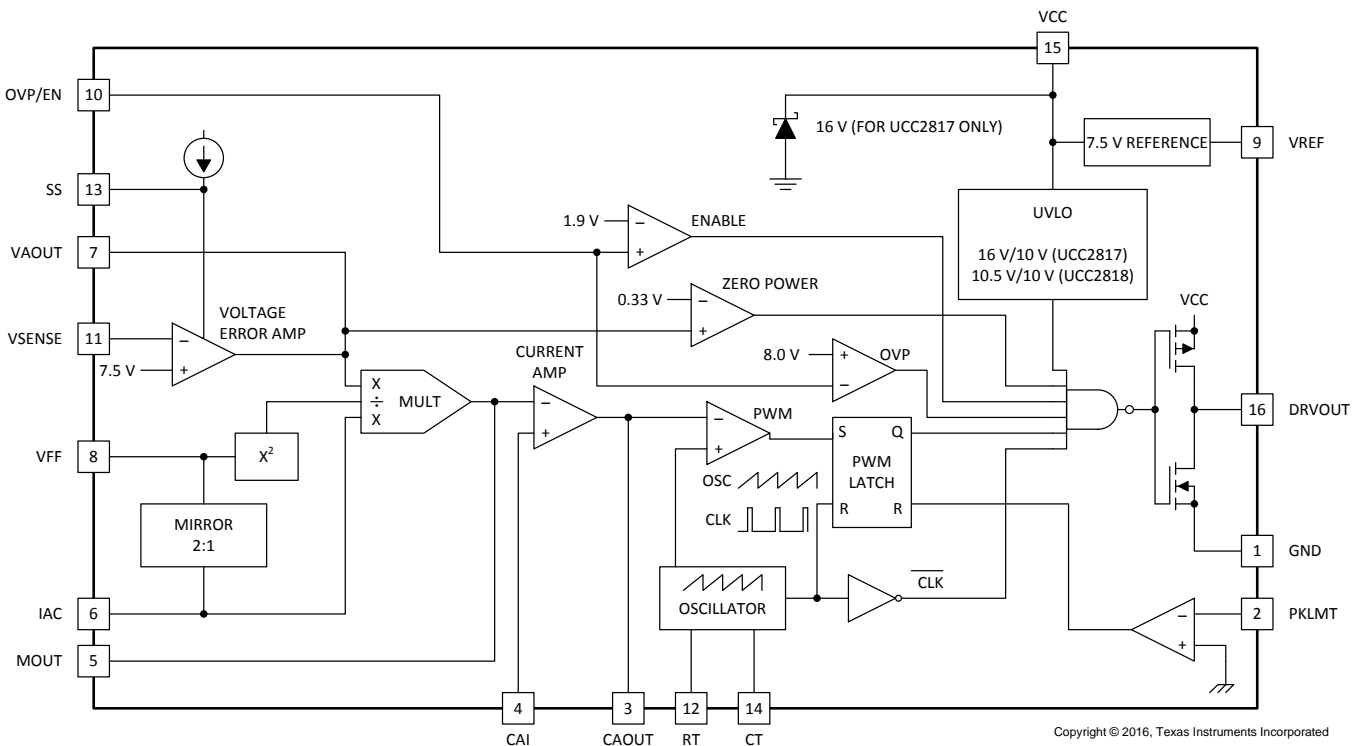 VCC
15
OVP/EN 10
16 V (FOR UCC2817 ONLY)
7.5 V REFERENCE
9 VREF
SS 13
UVLO
16 V/10 V (UCC2817)
10.5 V/10 V (UCC2818)
1.9 V
−
+
ENABLE
VAOUT 7
0.33 V
−
+
ZERO POWER
VCC
VSENSE 11
−
+
7.5 V
VOLTAGE
ERROR AMP
8.0 V
+
−
OVP
CURRENT
AMP
−
+
X
÷
X
MULT
−
+
PWM
16 DRVOUT
VFF 8
X²
S Q
PWM
LATCH
R R
OSC
CLK
MIRROR
2:1
1 GND
OSCILLATOR
CLK
IAC 6
−
+
2 PKLMT
MOUT 5
4 3 12 14
CAI CAOUT RT CT
Copyright © 2016, Texas Instruments Incorporated